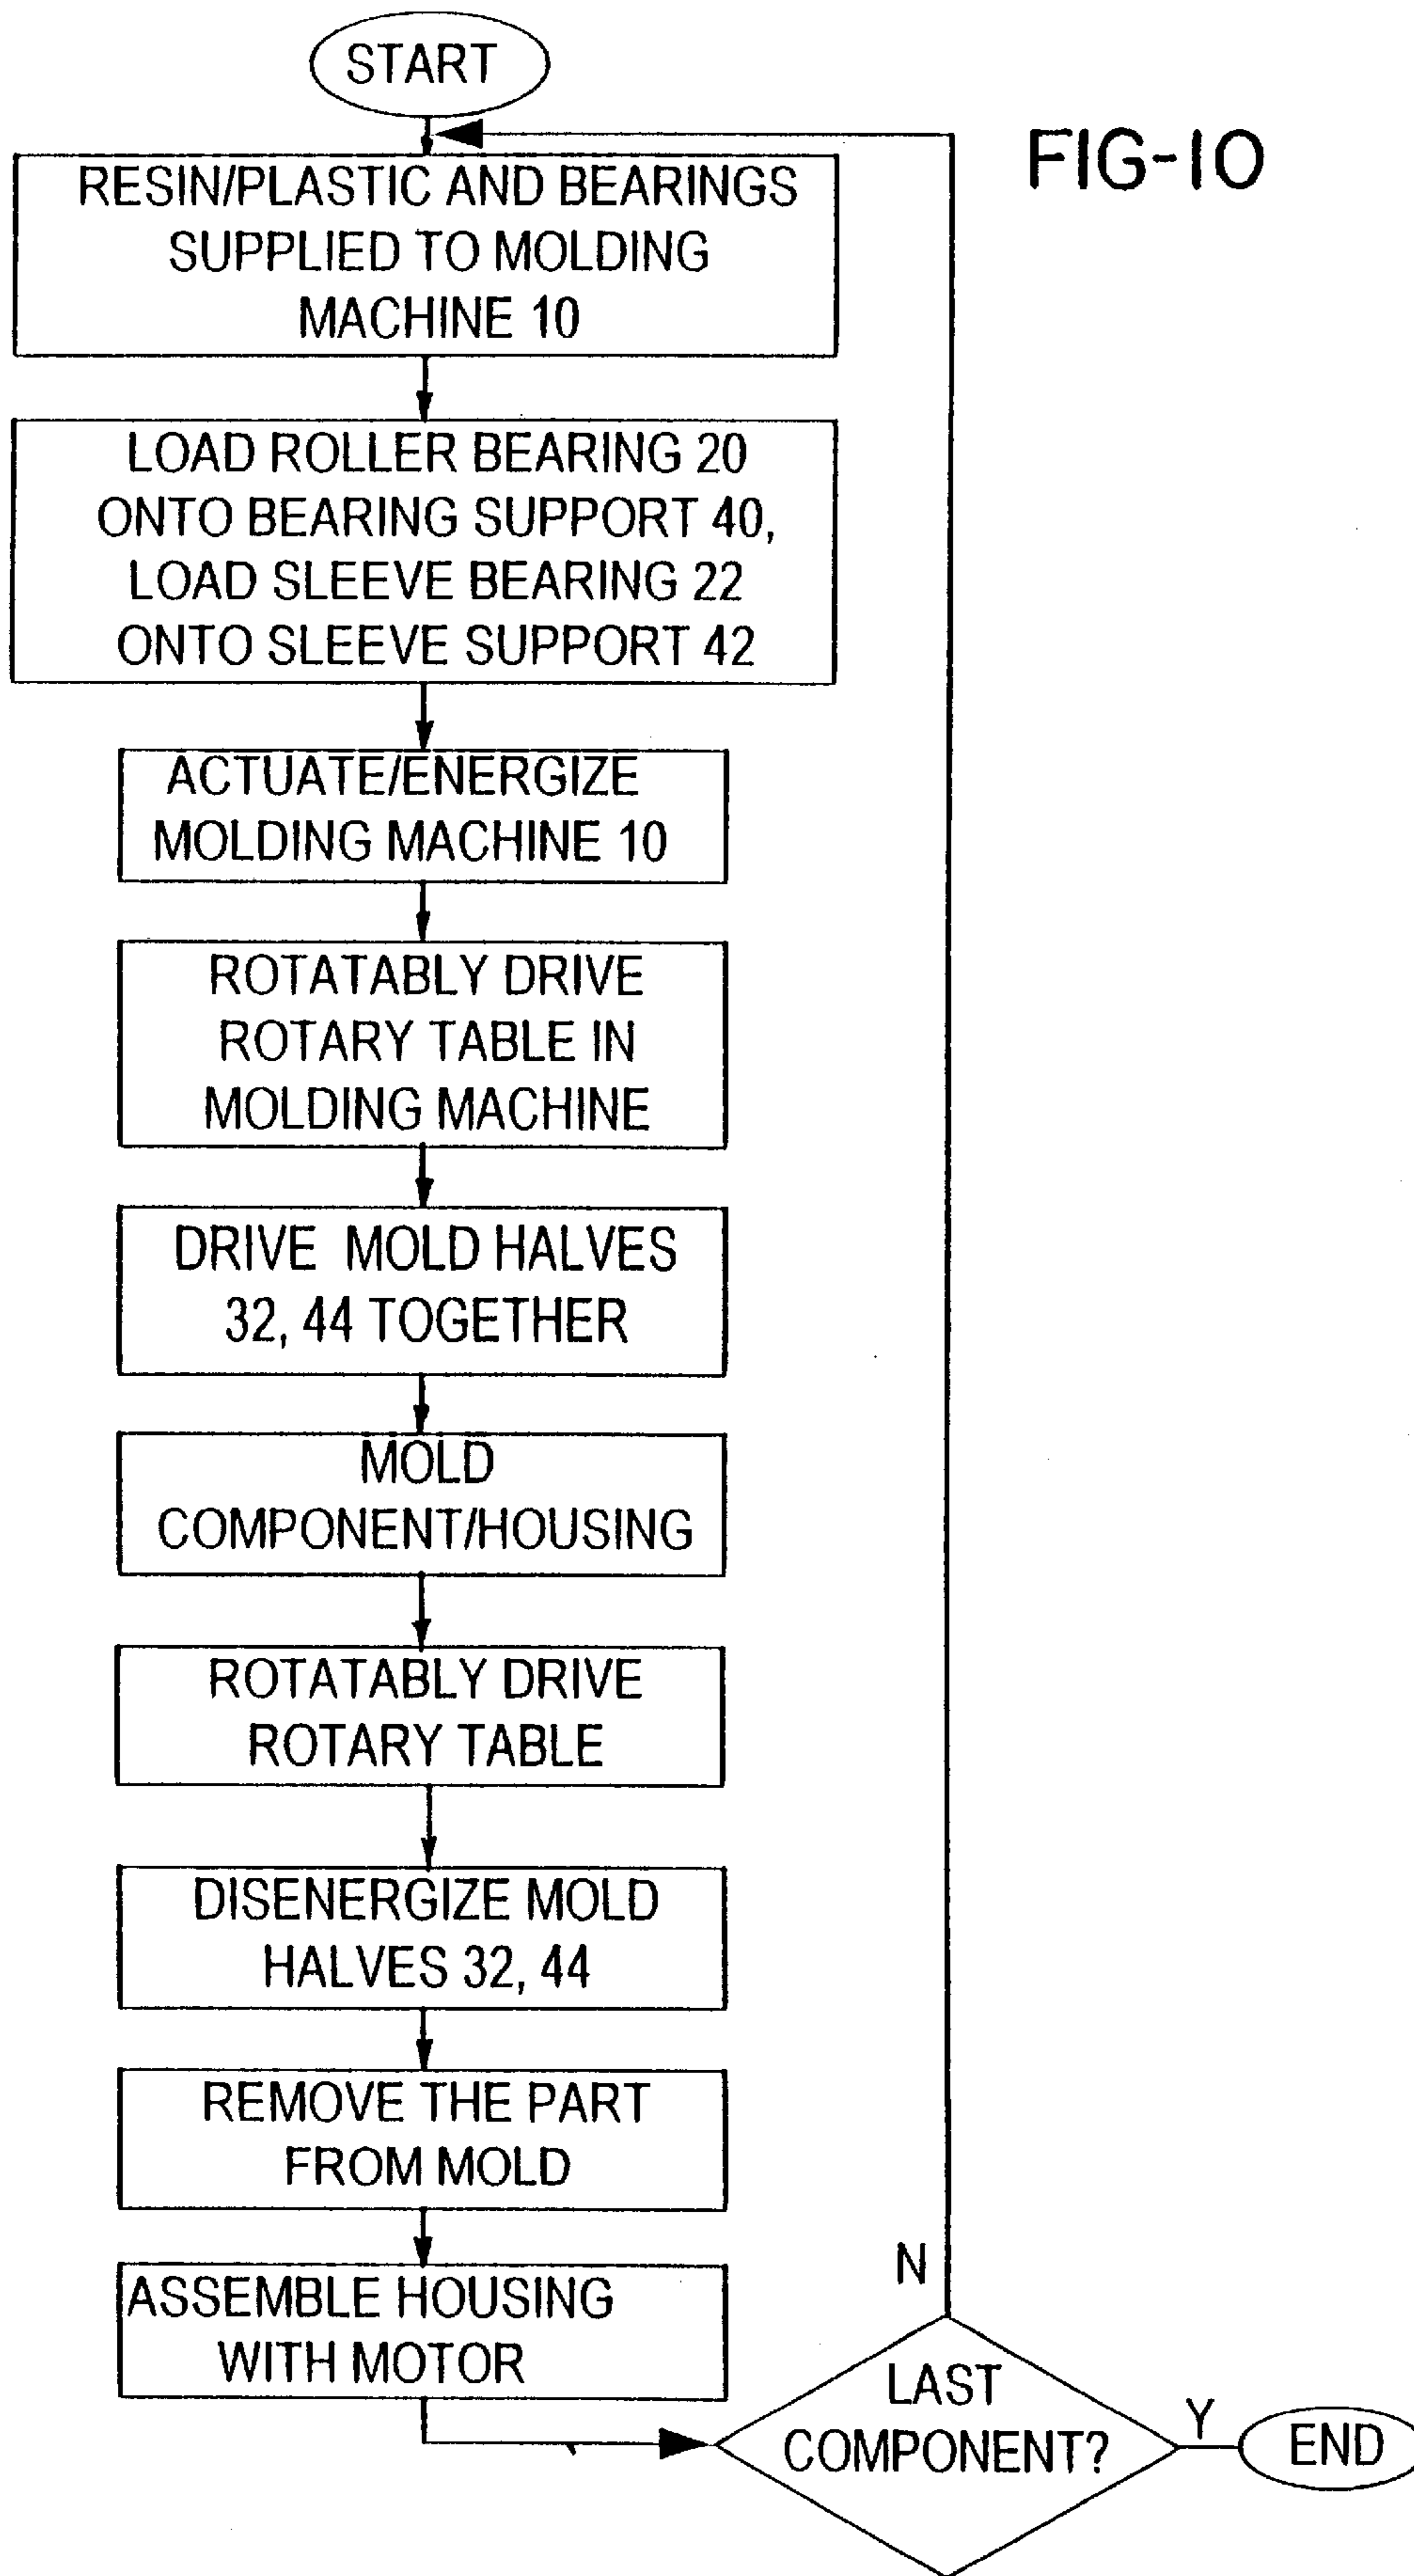 START
FIG-10
RESIN/PLASTIC AND BEARINGS
SUPPLIED TO MOLDING
MACHINE 10
LOAD ROLLER BEARING 20
ONTO BEARING SUPPORT 40,
LOAD SLEEVE BEARING 22
ONTO SLEEVE SUPPORT 42
ACTUATE/ENERGIZE
MOLDING MACHINE 10
ROTATABLY DRIVE
ROTARY TABLE IN
MOLDING MACHINE
DRIVE MOLD HALVES
32, 44 TOGETHER
MOLD
COMPONENT/HOUSING
ROTATABLY DRIVE
ROTARY TABLE
DISENERGIZE MOLD
HALVES 32, 44
REMOVE THE PART
FROM MOLD
ASSEMBLE HOUSING
WITH MOTOR
N
LAST
COMPONENT?
Y
END